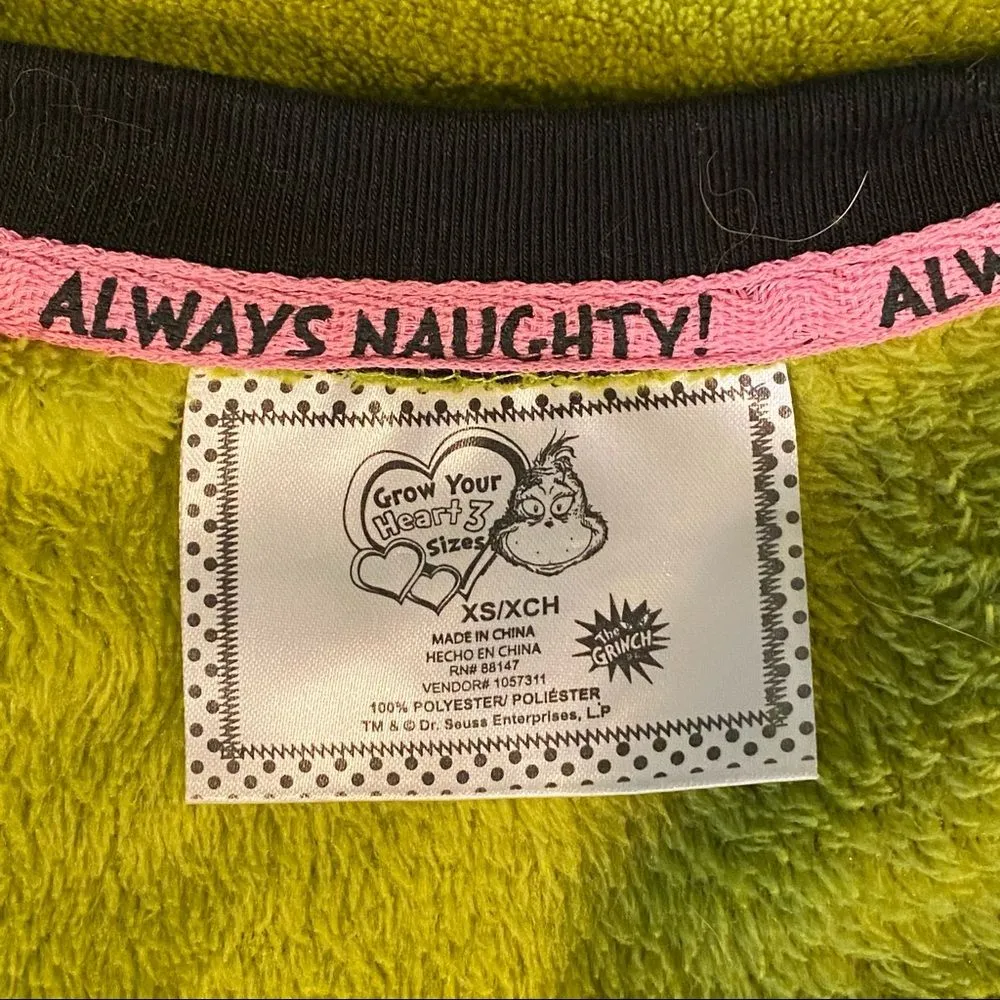 ALWAYS NAUGHTY! ALW
Grow Your
Heart 3
Sizes
XS/XCH
MADE IN CHINA
HECHO EN CHINA
RN# 88147
VENDOR# 1057311
100% POLYESTER/ POLIÉSTER
TM & © Dr. Seuss Enterprises, L.P
The
GRINCH